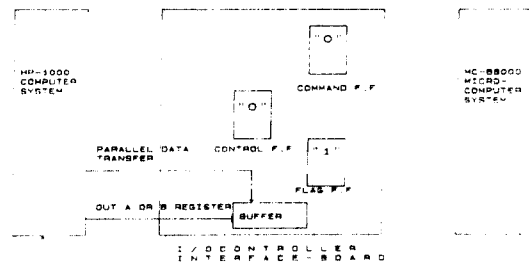 "0"
COMMAND F.F
HP-1000
COMPUTER
SYSTEM
MC-68000
MICRO-
COMPUTER
SYSTEM
"0"
CONTROL F.F
PARALLEL DATA
TRANSFER
"1"
FLAG F.F
OUT A OR B REGISTER
BUFFER
I/OCONTROLLER
INTERFACE-BOARD